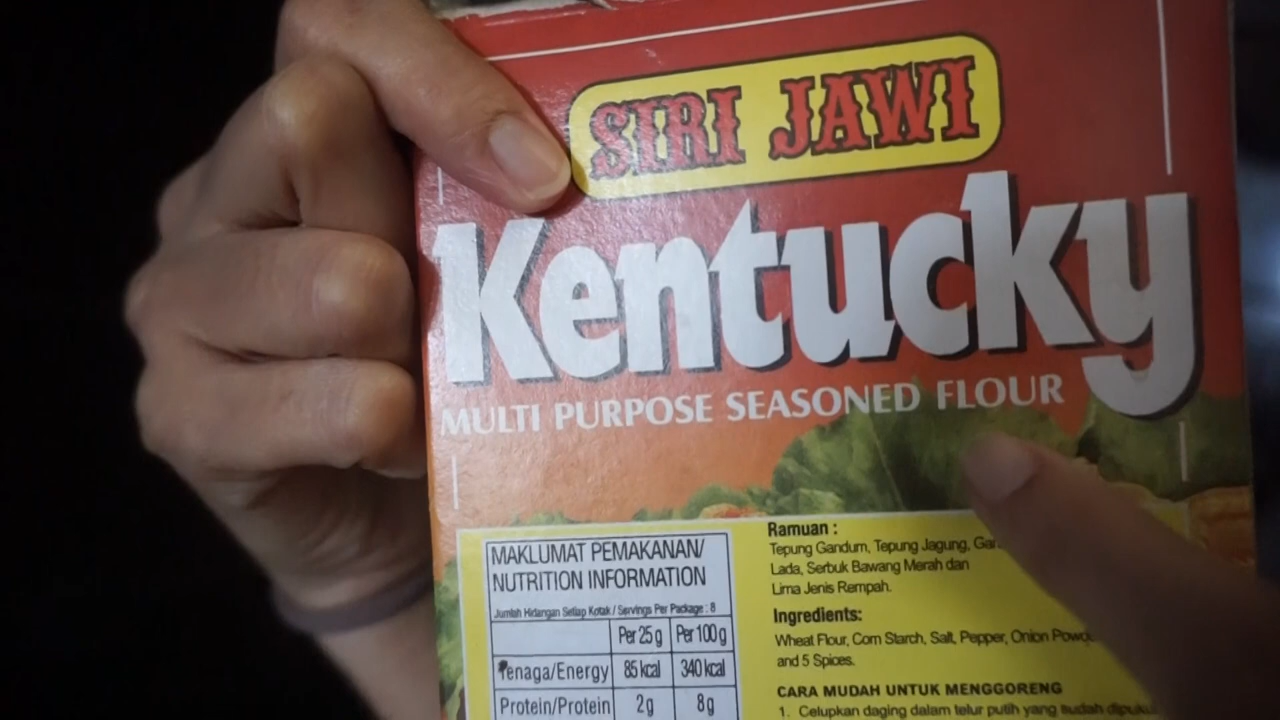 SIRI JAWI
Kentucky
MULTI PURPOSE SEASONED FLOUR
MAKLUMAT PEMAKANAN/
NUTRITION INFORMATION
Jumlah Hidangan Setiap Kotak / Servings Per Package : 8
Per 25 g Per 100 g
Tenaga/Energy 85 kcal 340 kcal
Protein/Protein 2 g 8 g
Ramuan :
Tepung Gandum, Tepung Jagung,
Lada, Serbuk Bawang Merah dan
Lima Jenis Rempah.
Ingredients:
Wheat Flour, Corn Starch, Salt, Pepper, Onion
and 5 Spices.
CARA MUDAH UNTUK MENGGORENG
1. Celupkan daging dalam telur putih yang sudah